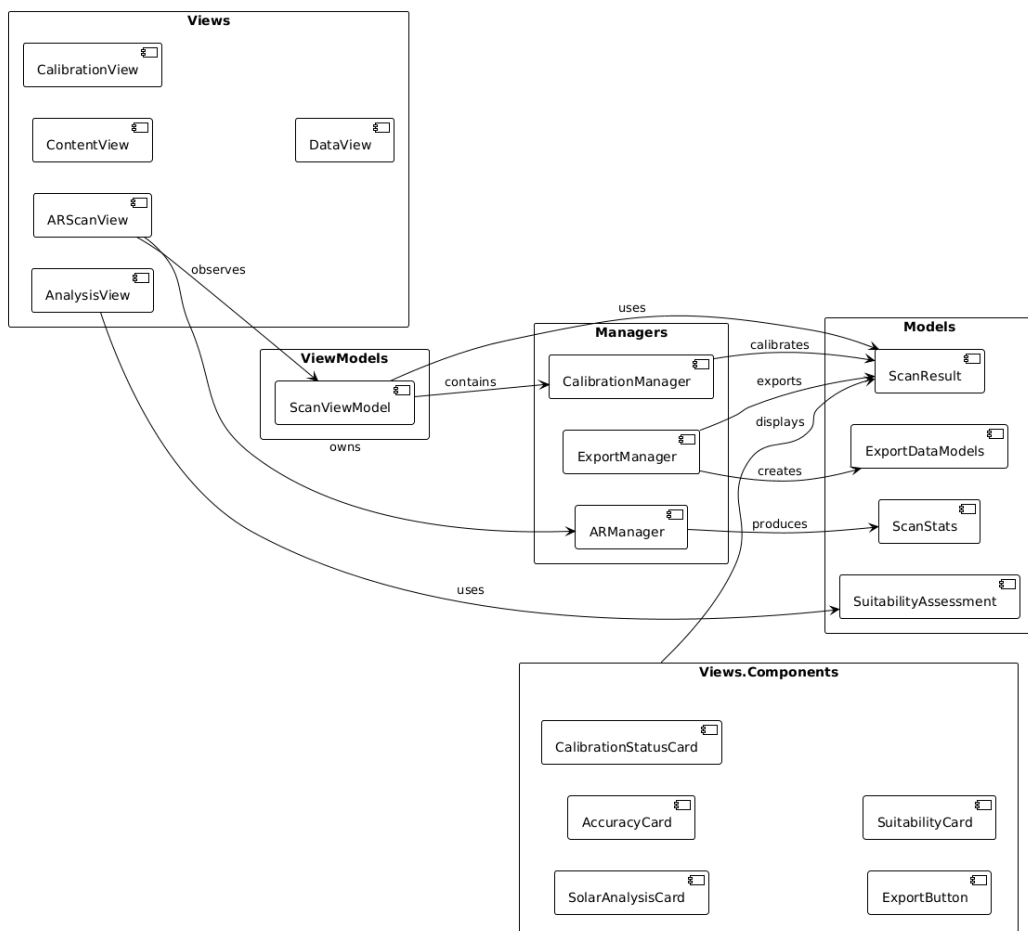 Views
CalibrationView
ContentView
DataView
ARScanView
AnalysisView
observes
uses
ViewModels
ScanViewModel
contains
owns
Managers
CalibrationManager
calibrates
exports
displays
ExportManager
creates
ARManager
produces
uses
Models
ScanResult
ExportDataModels
ScanStats
SuitabilityAssessment
Views.Components
CalibrationStatusCard
AccuracyCard
SuitabilityCard
SolarAnalysisCard
ExportButton